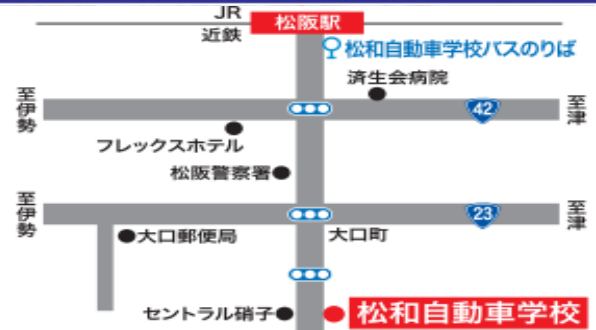 JR
松阪駅
近鉄
松和自動車学校バスのりば
済生会病院
至伊勢
42
至津
フレックスホテル
松阪警察署
至伊勢
23
至津
大口郵便局
大口町
セントラル硝子
松和自動車学校